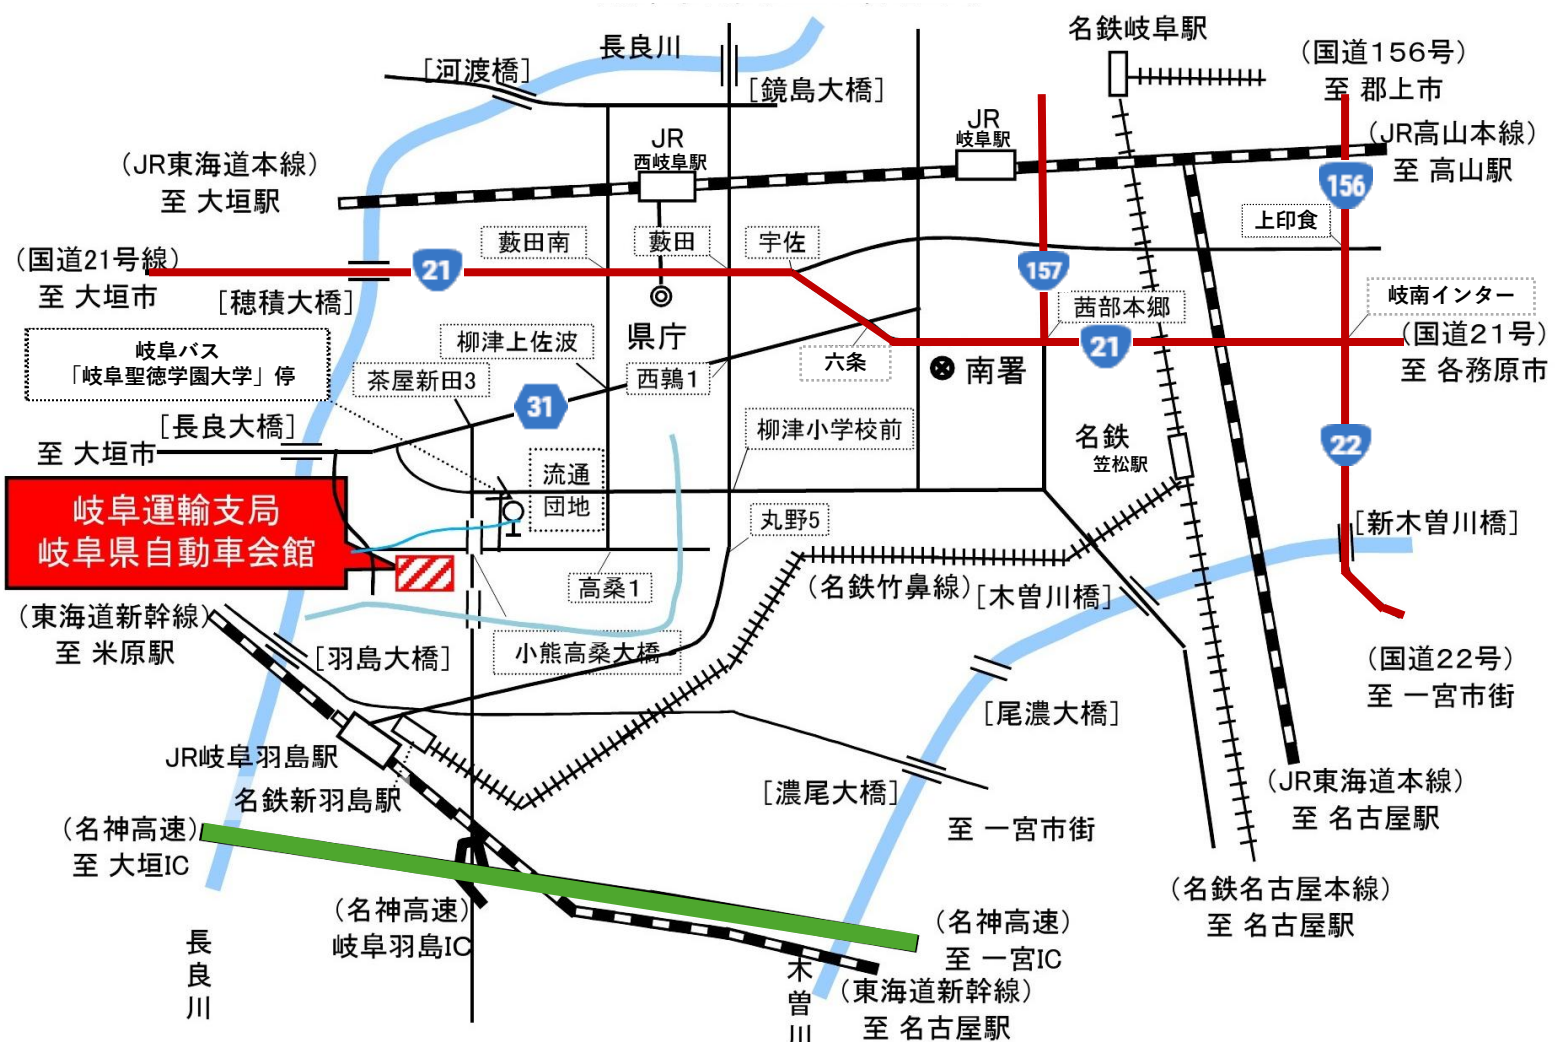 長良川
[河渡橋]
[鏡島大橋]
名鉄岐阜駅
(国道156号)
至 郡上市
JR
西岐阜駅
JR
岐阜駅
(JR東海道本線)
至 大垣駅
(JR高山本線)
至 高山駅
156
上印食
(国道21号線)
至 大垣市
21
[穂積大橋]
藪田南
藪田
宇佐
157
茜部本郷
岐南インター
県庁
六条
南署
21
(国道21号)
至 各務原市
岐阜バス
「岐阜聖徳学園大学」停
柳津上佐波
茶屋新田3
西鶉1
31
[長良大橋]
至 大垣市
柳津小学校前
名鉄
笠松駅
22
流通
団地
岐阜運輸支局
岐阜県自動車会館
丸野5
[新木曽川橋]
高桑1
(名鉄竹鼻線)
[木曽川橋]
(東海道新幹線)
至 米原駅
[羽島大橋]
小熊高桑大橋
(国道22号)
至 一宮市街
[尾濃大橋]
JR岐阜羽島駅
名鉄新羽島駅
[濃尾大橋]
至 一宮市街
(JR東海道本線)
至 名古屋駅
(名神高速)
至 大垣IC
(名神高速)
岐阜羽島IC
(名鉄名古屋本線)
至 名古屋駅
(名神高速)
至 一宮IC
長良川
木曽川
(東海道新幹線)
至 名古屋駅